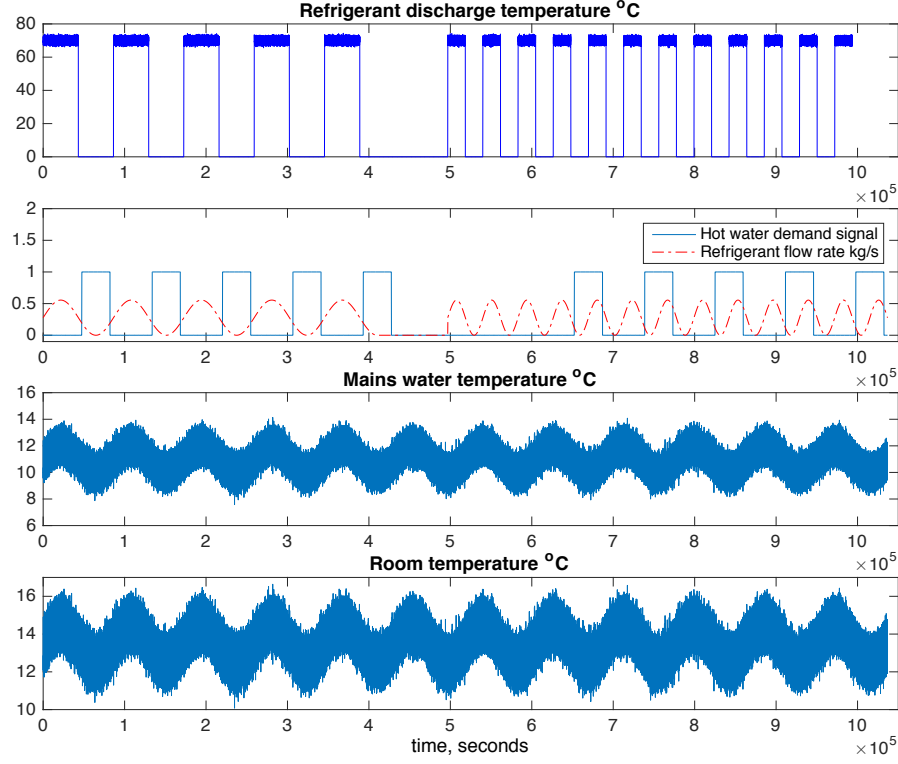 Refrigerant discharge temperature °C
80
60
40
20
0
0 1 2 3 4 5 6 7 8 9 10
×10⁵
2
1.5
1
0.5
0
Hot water demand signal
Refrigerant flow rate kg/s
0 1 2 3 4 5 6 7 8 9 10
×10⁵
Mains water temperature °C
16
14
12
10
8
6
0 1 2 3 4 5 6 7 8 9 10
×10⁵
Room temperature °C
16
14
12
10
0 1 2 3 4 5 6 7 8 9 10
time, seconds
×10⁵